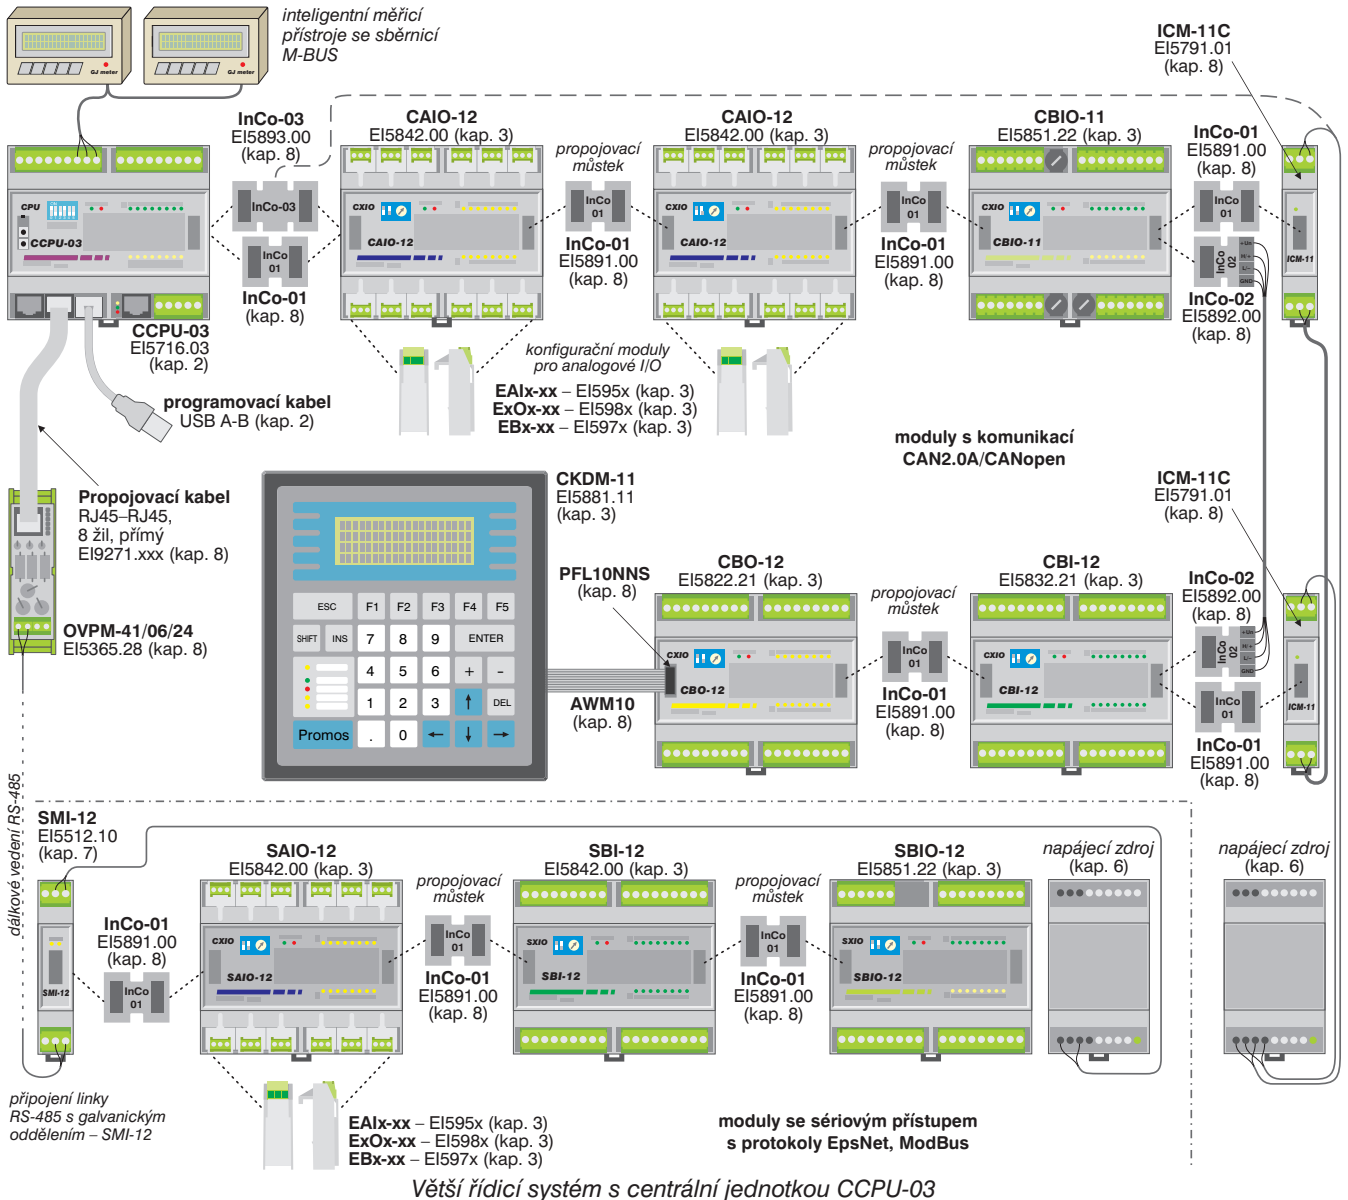 inteligentní měřicí
přístroje se sběrnicí
M-BUS
GJ meter
GJ meter
ICM-11C
EI5791.01
(kap. 8)
InCo-03
EI5893.00
(kap. 8)
CAIO-12
EI5842.00 (kap. 3)
CAIO-12
EI5842.00 (kap. 3)
CBIO-11
EI5851.22 (kap. 3)
InCo-01
EI5891.00
(kap. 8)
propojovací
můstek
propojovací
můstek
CPU
CCPU-03
InCo-03
InCo
01
InCo-01
(kap. 8)
CXIO
CAIO-12
InCo
01
InCo-01
EI5891.00
(kap. 8)
CXIO
CAIO-12
InCo
01
InCo-01
EI5891.00
(kap. 8)
CXIO
CBIO-11
InCo
01
InCo
02
+Un
H/+
L/–
GND
ICM-11
InCo-02
EI5892.00
(kap. 8)
CCPU-03
EI5716.03
(kap. 2)
programovací kabel
USB A-B (kap. 2)
konfigurační moduly
pro analogové I/O
EAIx-xx – EI595x (kap. 3)
ExOx-xx – EI598x (kap. 3)
EBx-xx – EI597x (kap. 3)
moduly s komunikací
CAN2.0A/CANopen
Propojovací kabel
RJ45–RJ45,
8 žil, přímý
EI9271.xxx (kap. 8)
OVPM-41/06/24
EI5365.28 (kap. 8)
CKDM-11
EI5881.11
(kap. 3)
ESC F1 F2 F3 F4 F5
SHIFT INS 7 8 9 ENTER
4 5 6 + –
1 2 3 ↑ DEL
Promos . 0 ← ↓ →
PFL10NNS
(kap. 8)
AWM10
(kap. 8)
CBO-12
EI5822.21 (kap. 3)
CXIO
CBO-12
propojovací
můstek
InCo
01
InCo-01
EI5891.00
(kap. 8)
CBI-12
EI5832.21 (kap. 3)
CXIO
CBI-12
ICM-11C
EI5791.01
(kap. 8)
InCo-02
EI5892.00
(kap. 8)
InCo
02
+Un
H/+
L/–
GND
InCo
01
InCo-01
EI5891.00
(kap. 8)
ICM-11
dálkové vedení RS-485
SMI-12
EI5512.10
(kap. 7)
SMI-12
InCo-01
EI5891.00
(kap. 8)
InCo
01
SAIO-12
EI5842.00 (kap. 3)
CXIO
SAIO-12
propojovací
můstek
InCo
01
InCo-01
EI5891.00
(kap. 8)
SBI-12
EI5842.00 (kap. 3)
SXIO
SBI-12
propojovací
můstek
InCo
01
InCo-01
EI5891.00
(kap. 8)
SBIO-12
EI5851.22 (kap. 3)
SXIO
SBIO-12
napájecí zdroj
(kap. 6)
napájecí zdroj
(kap. 6)
připojení linky
RS-485 s galvanickým
oddělením – SMI-12
EAIx-xx – EI595x (kap. 3)
ExOx-xx – EI598x (kap. 3)
EBx-xx – EI597x (kap. 3)
moduly se sériovým přístupem
s protokoly EpsNet, ModBus
Větší řídicí systém s centrální jednotkou CCPU-03